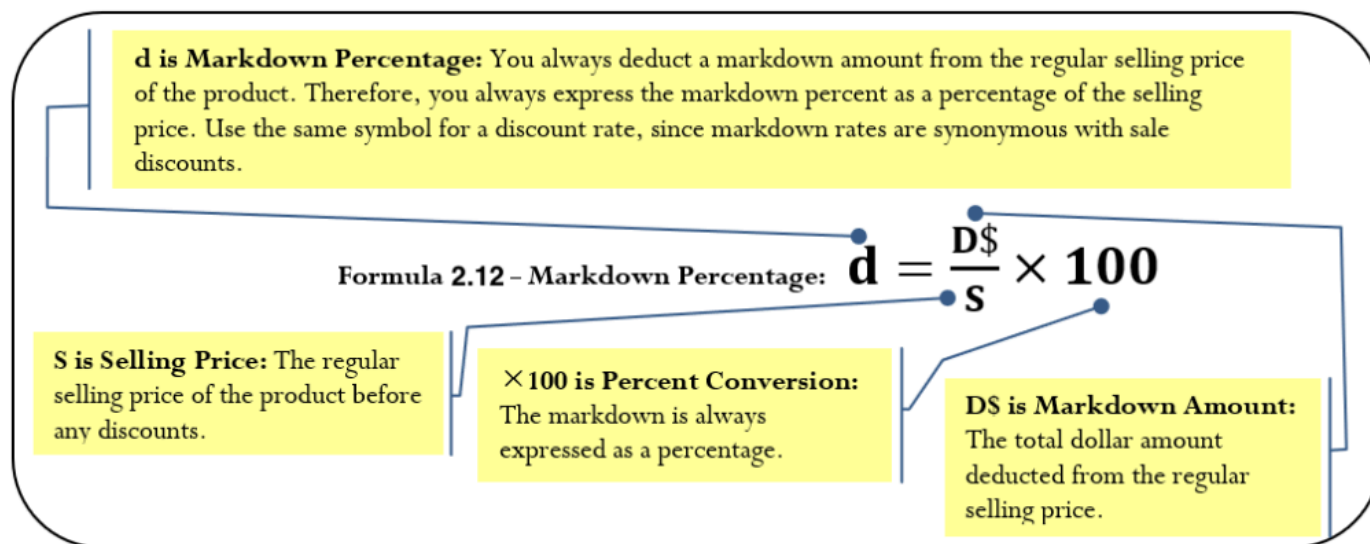 d is Markdown Percentage: You always deduct a markdown amount from the regular selling price
of the product. Therefore, you always express the markdown percent as a percentage of the selling
price. Use the same symbol for a discount rate, since markdown rates are synonymous with sale
discounts.
Formula 2.12 – Markdown Percentage: d = D$/S × 100
S is Selling Price: The regular
selling price of the product before
any discounts.
×100 is Percent Conversion:
The markdown is always
expressed as a percentage.
D$ is Markdown Amount:
The total dollar amount
deducted from the regular
selling price.